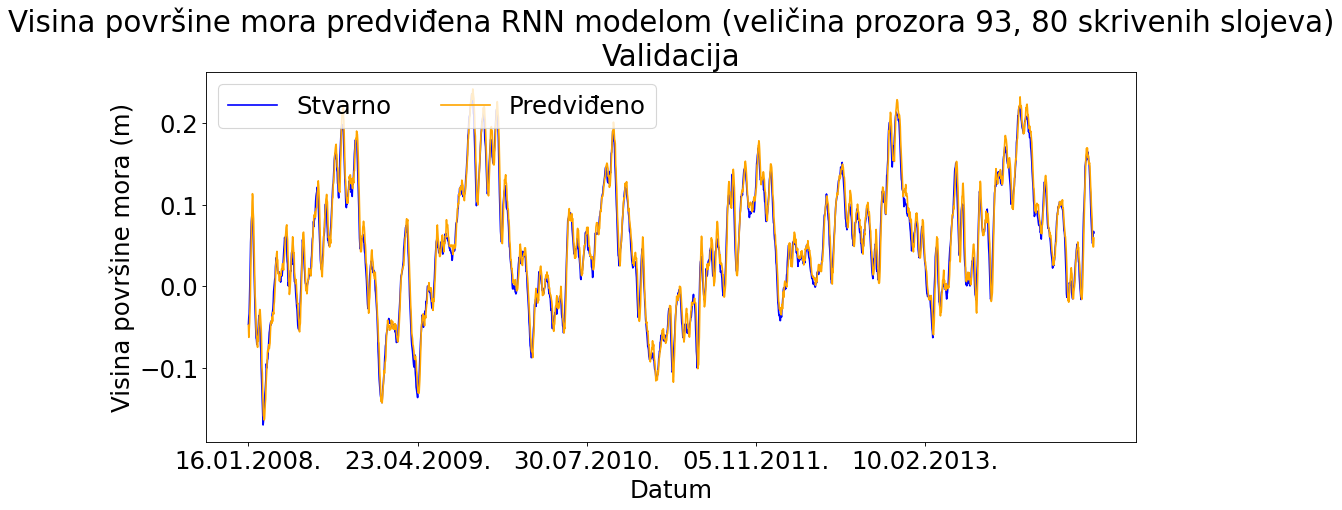 Visina površine mora predviđena RNN modelom (veličina prozora 93, 80 skrivenih slojeva)
Validacija
Stvarno Predviđeno
Visina površine mora (m)
0.2
0.1
0.0
−0.1
16.01.2008. 23.04.2009. 30.07.2010. 05.11.2011. 10.02.2013.
Datum